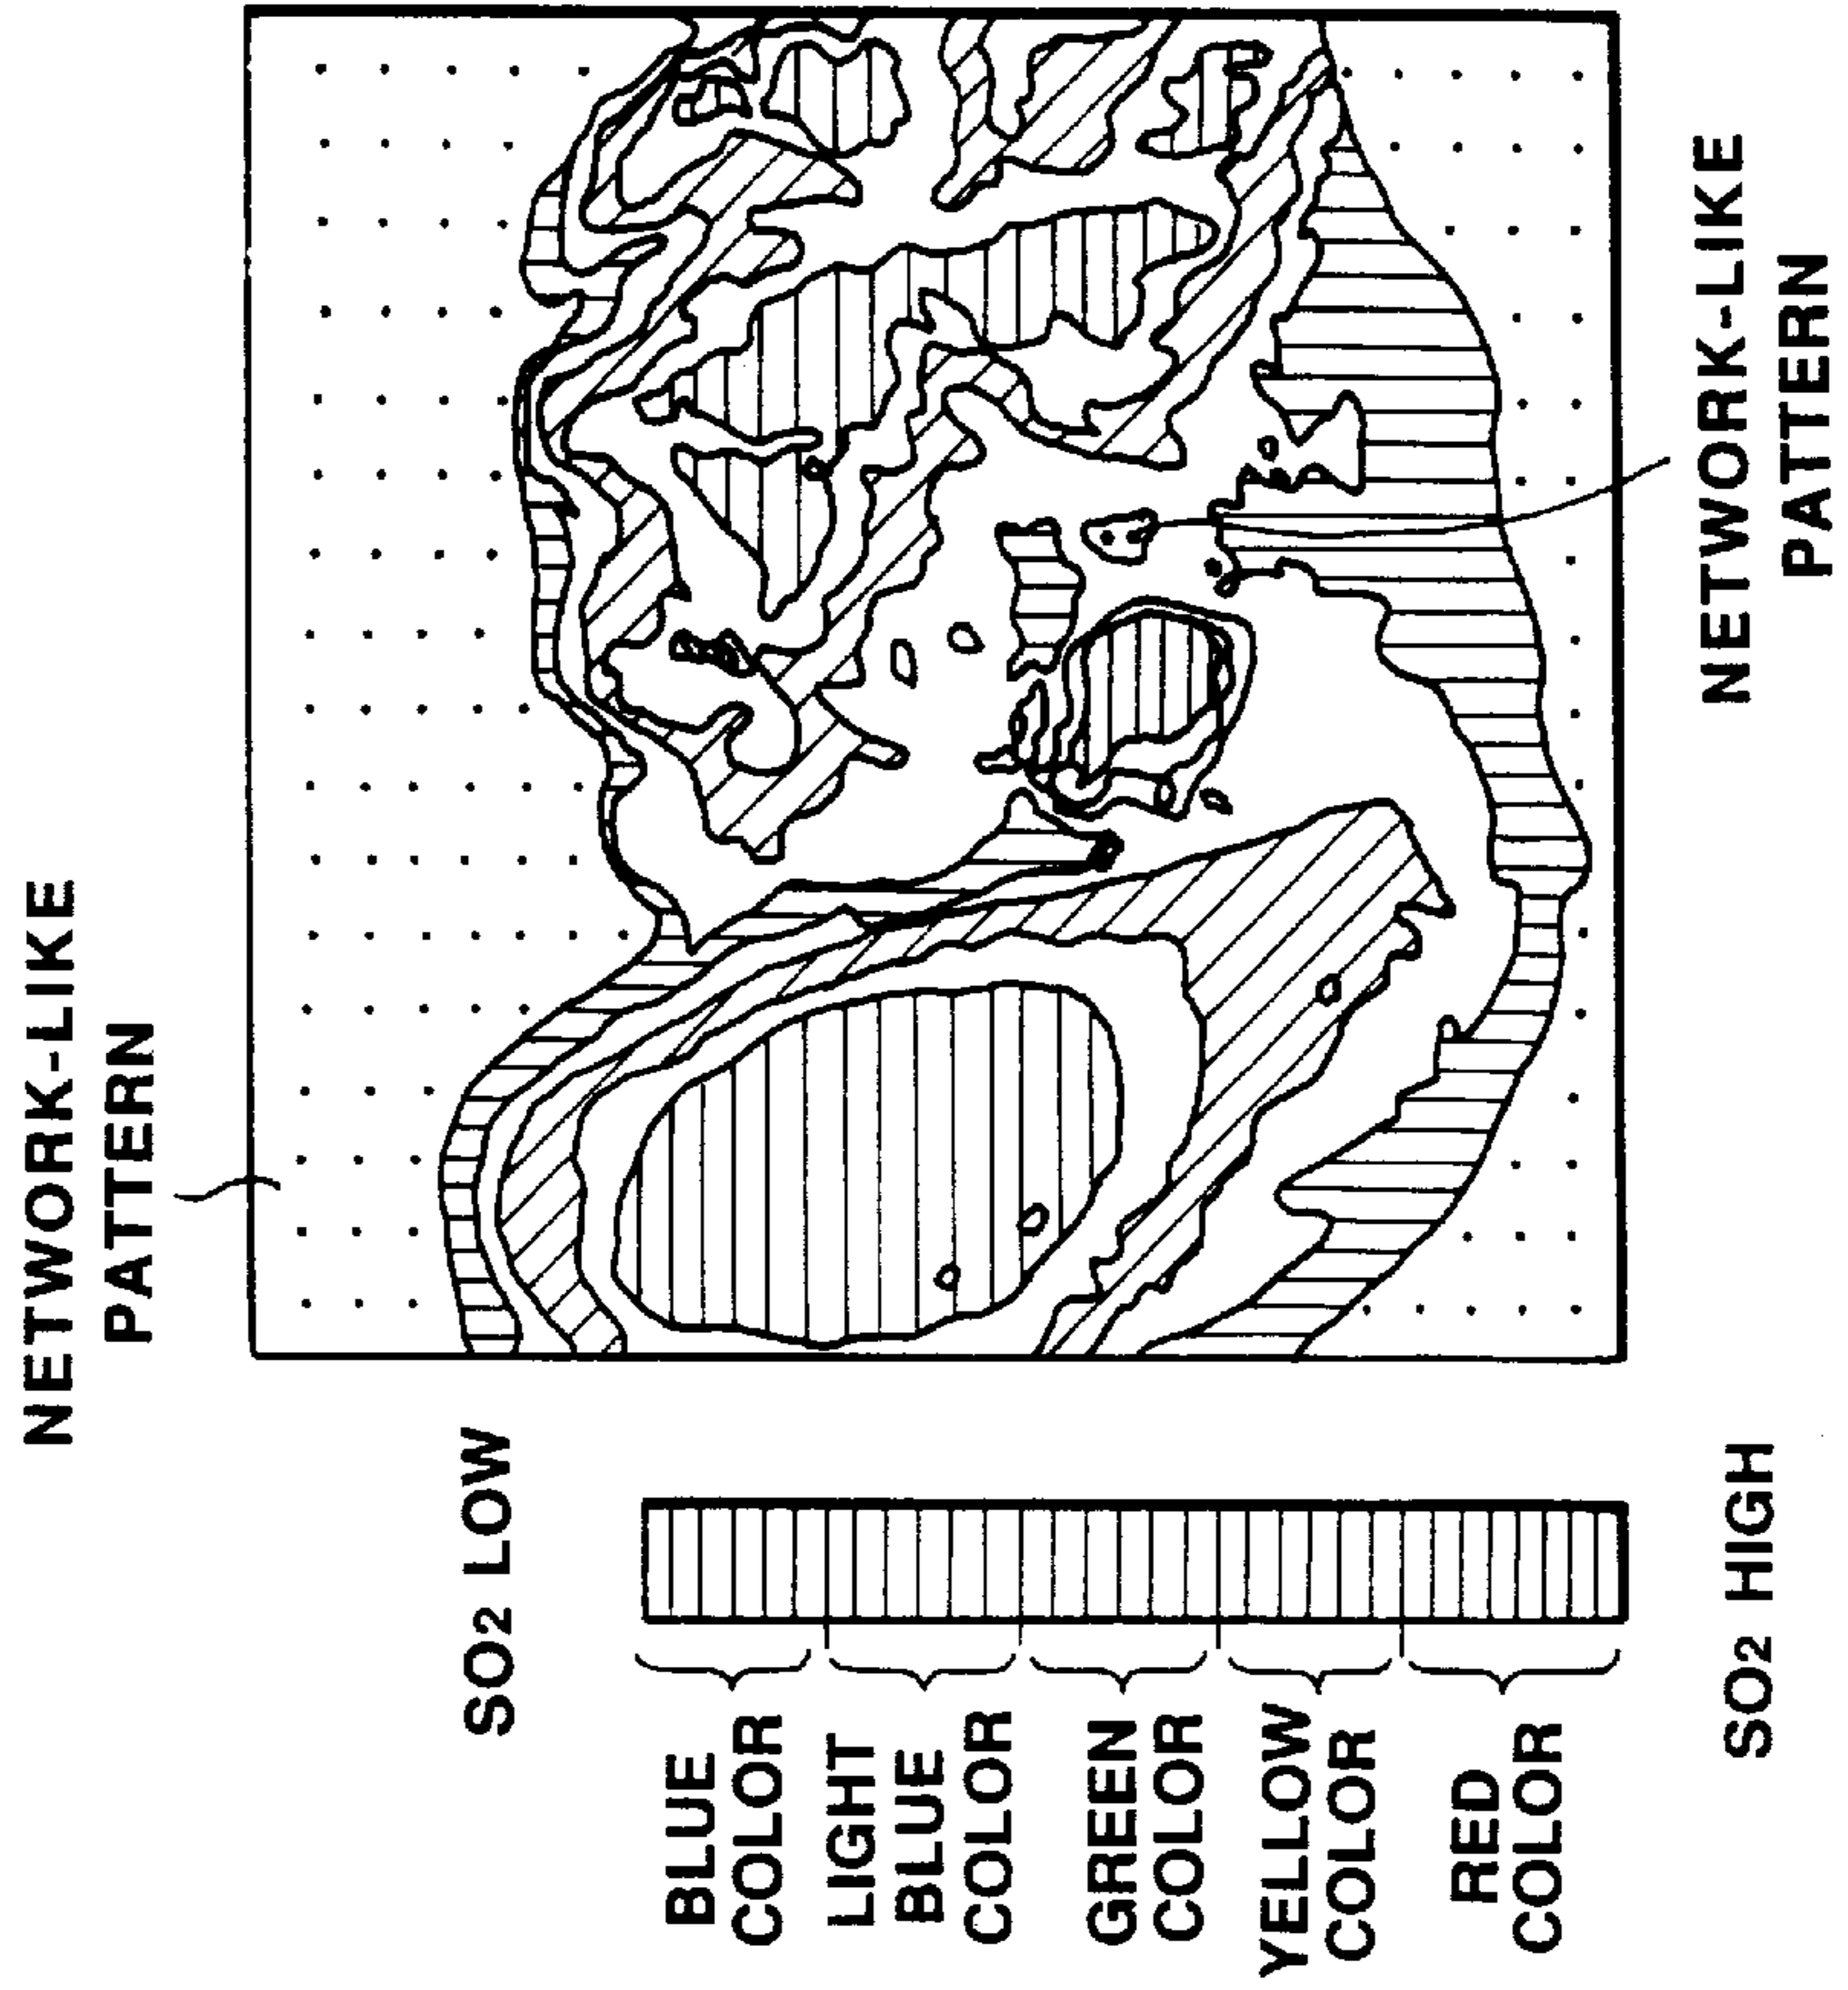 NETWORK-LIKE
PATTERN
NETWORK-LIKE
PATTERN
SO2 LOW
BLUE
COLOR
LIGHT
BLUE
COLOR
GREEN
COLOR
YELLOW
COLOR
RED
COLOR
SO2 HIGH